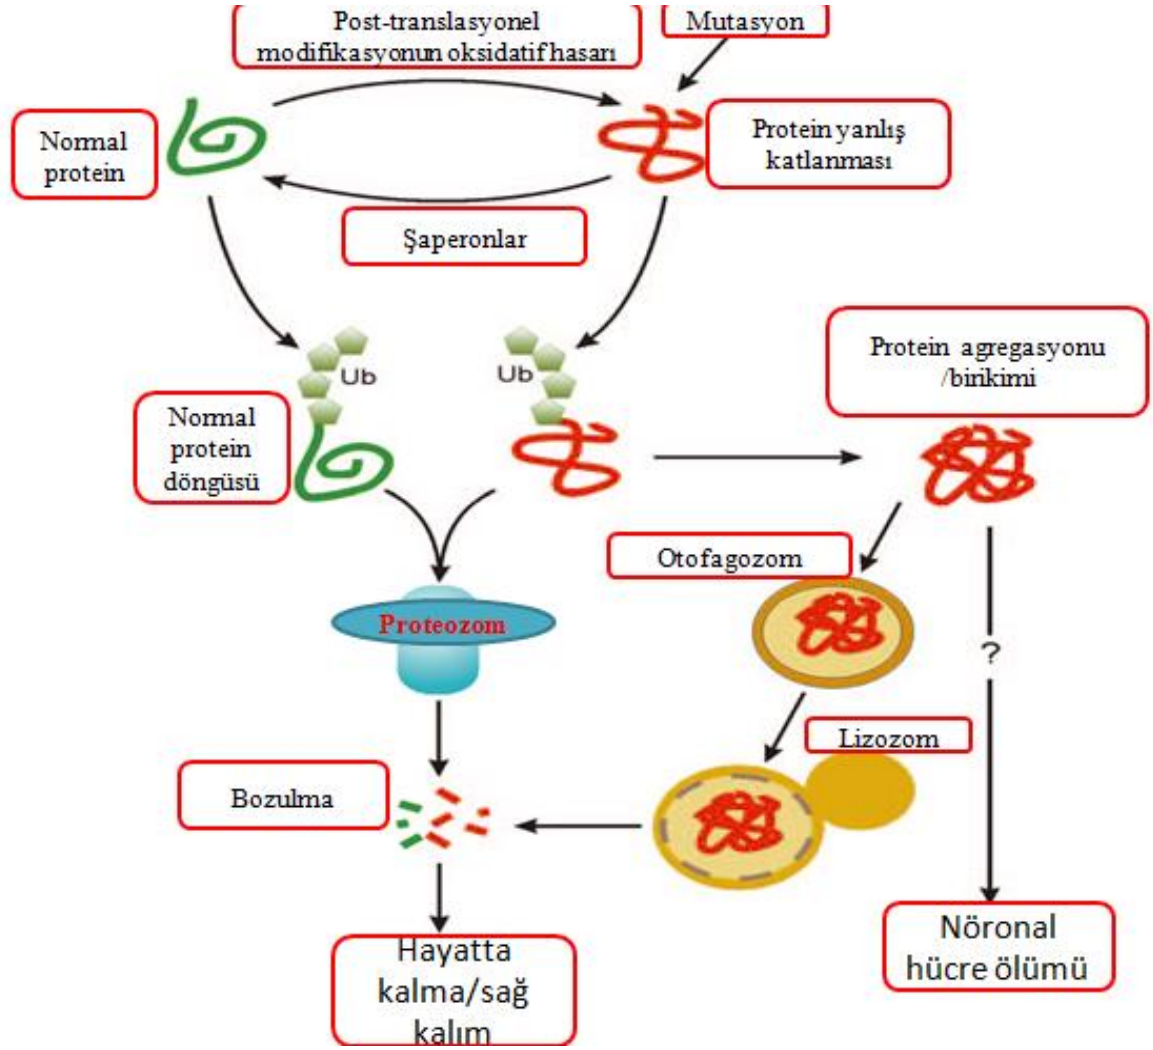 Post-translasyonel
modifikasyonun oksidatif hasarı
Mutasyon
Normal
protein
Protein yanlış
katlanması
Şaperonlar
Ub
Ub
Protein agregasyonu
/birikimi
Normal
protein
döngüsü
Otofagozom
Proteozom
?
Lizozom
Bozulma
Nöronal
hücre ölümü
Hayatta
kalma/sağ
kalım